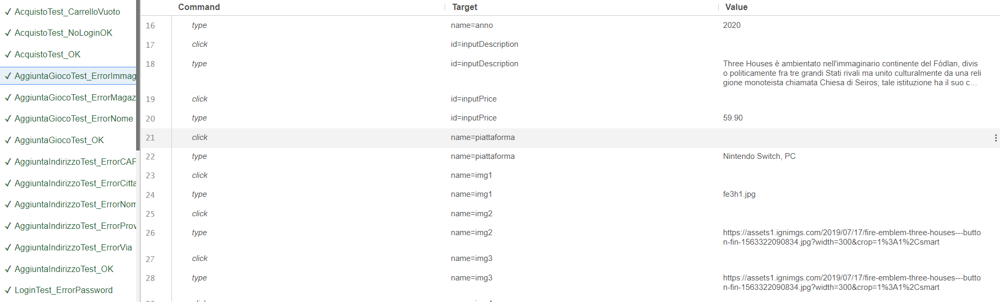 AcquistoTest_CarrelloVuoto
AcquistoTest_NoLoginOK
AcquistoTest_OK
AggiuntaGiocoTest_ErrorImmag
AggiuntaGiocoTest_ErrorMagaz
AggiuntaGiocoTest_ErrorNome
AggiuntaGiocoTest_OK
AggiuntaIndirizzoTest_ErrorCAP
AggiuntaIndirizzoTest_ErrorCitta
AggiuntaIndirizzoTest_ErrorNom
AggiuntaIndirizzoTest_ErrorProv
AggiuntaIndirizzoTest_ErrorVia
AggiuntaIndirizzoTest_OK
LoginTest_ErrorPassword
Command Target Value
16 type name=anno 2020
17 click id=inputDescription
18 type id=inputDescription Three Houses è ambientato nell'immaginario continente del Fódlan, divis
o politicamente fra tre grandi Stati rivali ma unito culturalmente da una reli
gione monoteista chiamata Chiesa di Seiros; tale istituzione ha il suo c...
19 click id=inputPrice
20 type id=inputPrice 59.90
21 click name=piattaforma
22 type name=piattaforma Nintendo Switch, PC
23 click name=img1
24 type name=img1 fe3h1.jpg
25 click name=img2
26 type name=img2 https://assets1.ignimgs.com/2019/07/17/fire-emblem-three-houses---butto
n-fin-1563322090834.jpg?width=300&crop=1%3A1%2Csmart
27 click name=img3
28 type name=img3 https://assets1.ignimgs.com/2019/07/17/fire-emblem-three-houses---butto
n-fin-1563322090834.jpg?width=300&crop=1%3A1%2Csmart